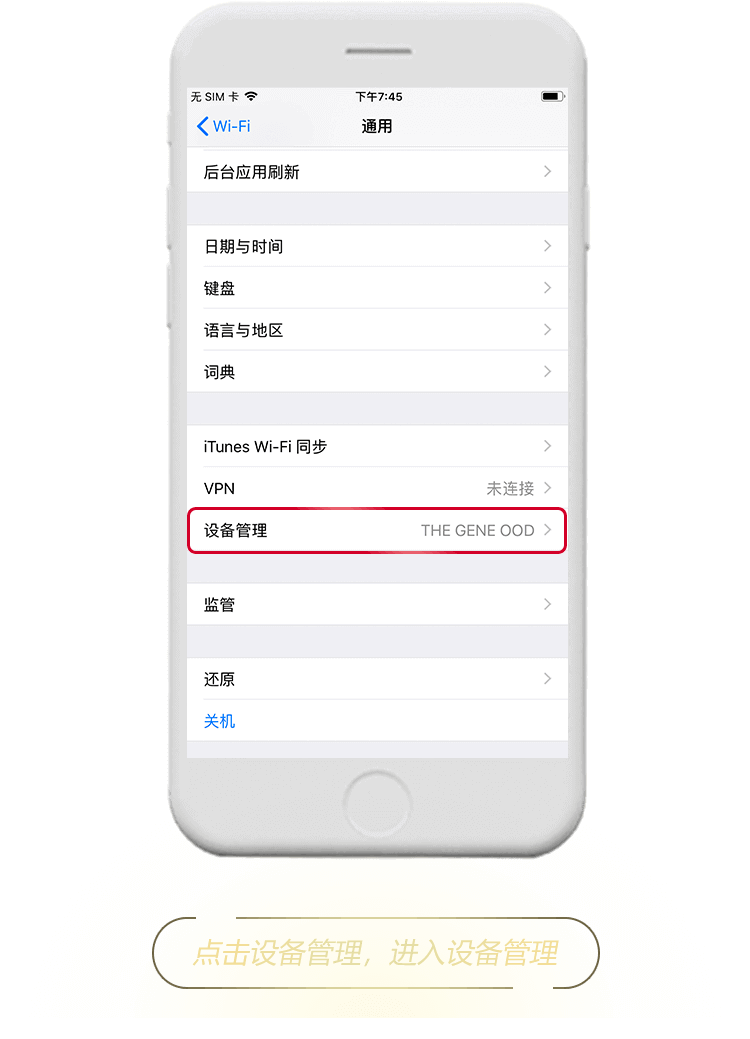 无 SIM 卡 下午7:45
Wi-Fi 通用
后台应用刷新
日期与时间
键盘
语言与地区
词典
iTunes Wi-Fi 同步
VPN 未连接
设备管理 THE GENE OOD
监管
还原
关机
点击设备管理，进入设备管理